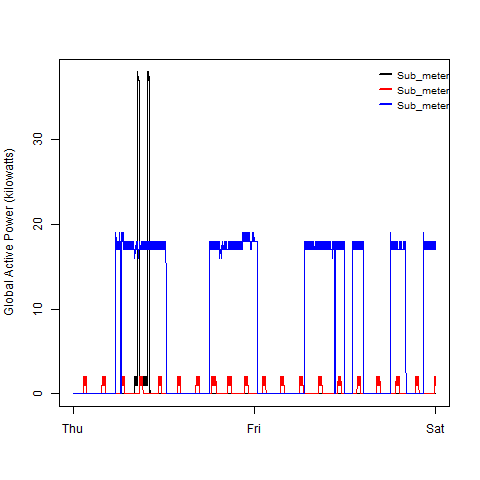 Global Active Power (kilowatts)
30
20
10
0
Sub_meter
Sub_meter
Sub_meter
Thu Fri Sat